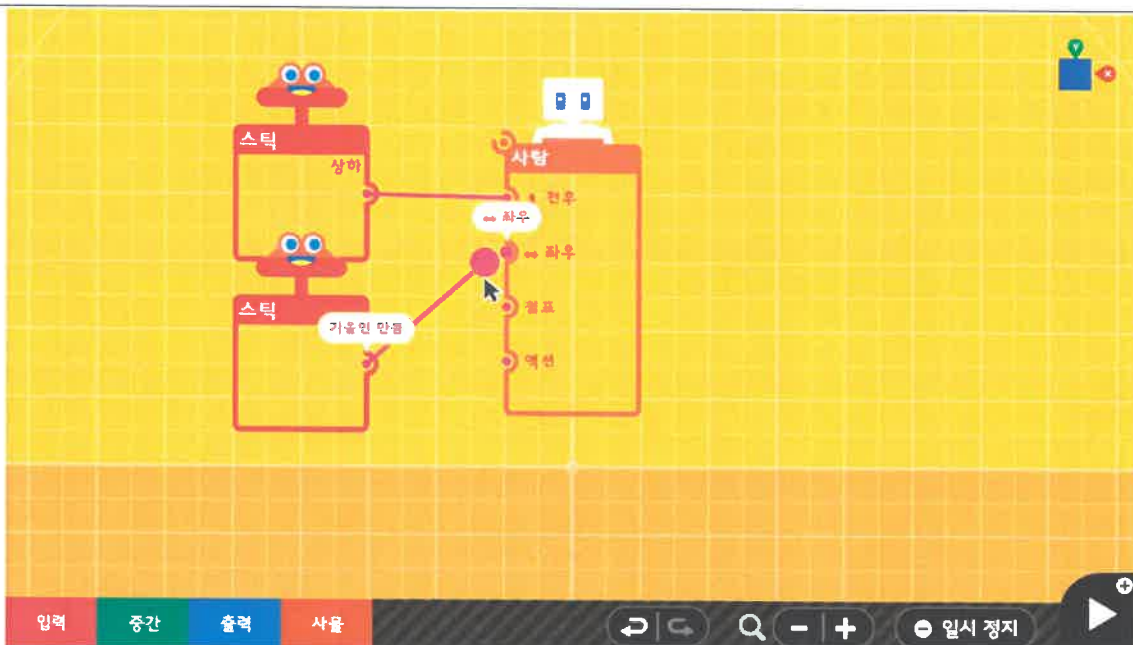 스틱
상하
사람
전후
↔ 좌우
↔ 좌우
스틱
기울인 만큼
점프
액션
Y
X
입력
중간
출력
사물
일시 정지